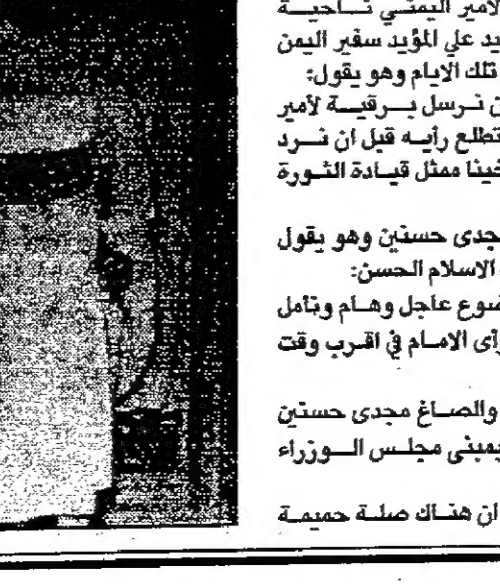 الامير اليمني ناحية
يد علي المؤيد سفير اليمن
تلك الايام وهو يقول:
ن نرسل برقية لأمير
تطلع رأيه قبل ان نرد
خينا ممثل قيادة الثورة
جدى حسنين وهو يقول
الاسلام الحسن:
ضوع عاجل وهام ونأمل
رأى الامام في اقرب وقت
والصاغ مجدى حسنين
بمبنى مجلس الوزراء
ان هناك صلة حميمة